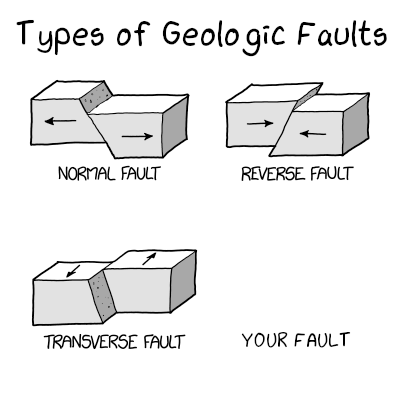 Types of Geologic Faults
NORMAL FAULT
REVERSE FAULT
TRANSVERSE FAULT
YOUR FAULT